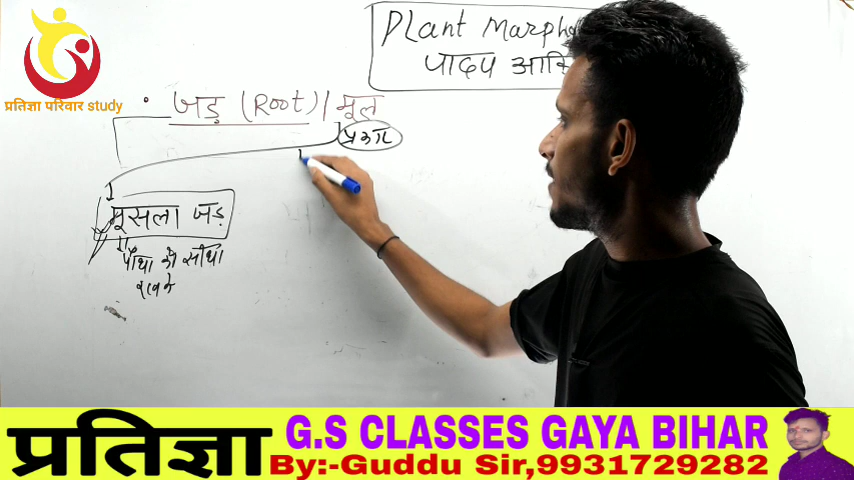 Plant Marpho
पादप आकि
प्रतिज्ञा परिवार study
जड़ (Root) / मूल
प्रकार
मूसला जड़
पौधा को सीधा
रखने
प्रतिज्ञा
G.S CLASSES GAYA BIHAR
By:-Guddu Sir,9931729282